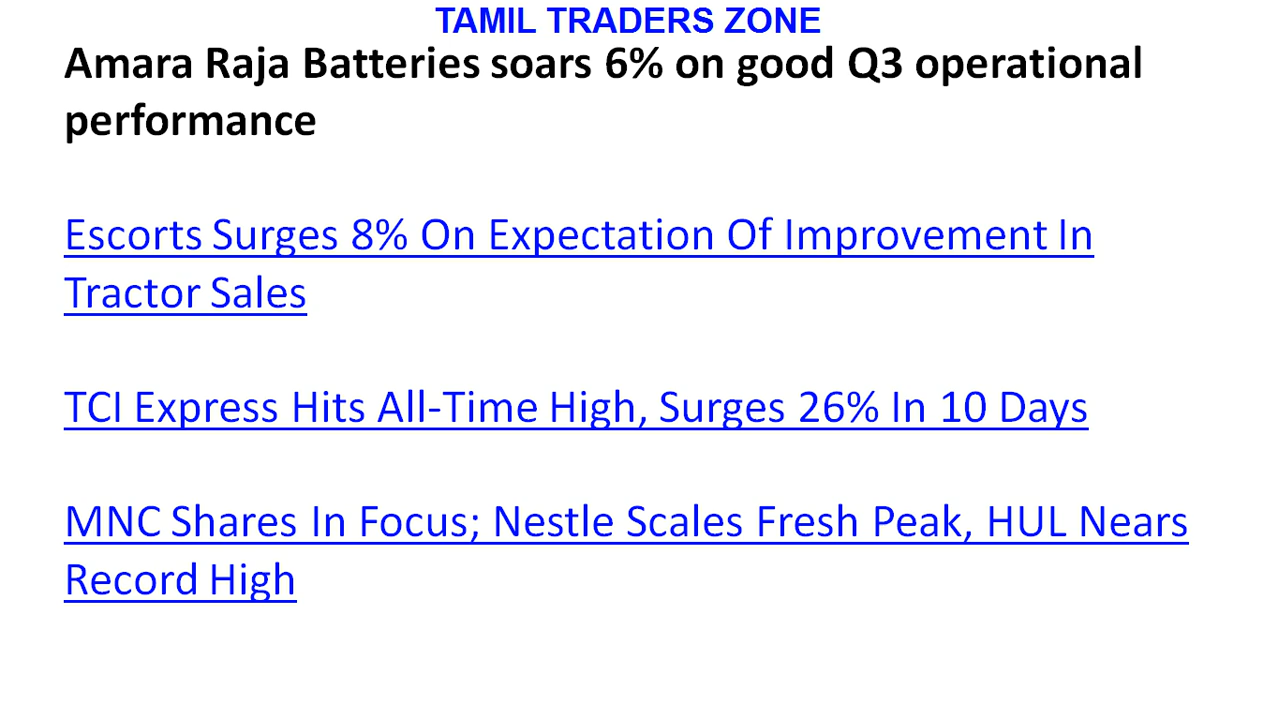 TAMIL TRADERS ZONE
Amara Raja Batteries soars 6% on good Q3 operational
performance
Escorts Surges 8% On Expectation Of Improvement In
Tractor Sales
TCI Express Hits All-Time High, Surges 26% In 10 Days
MNC Shares In Focus; Nestle Scales Fresh Peak, HUL Nears
Record High